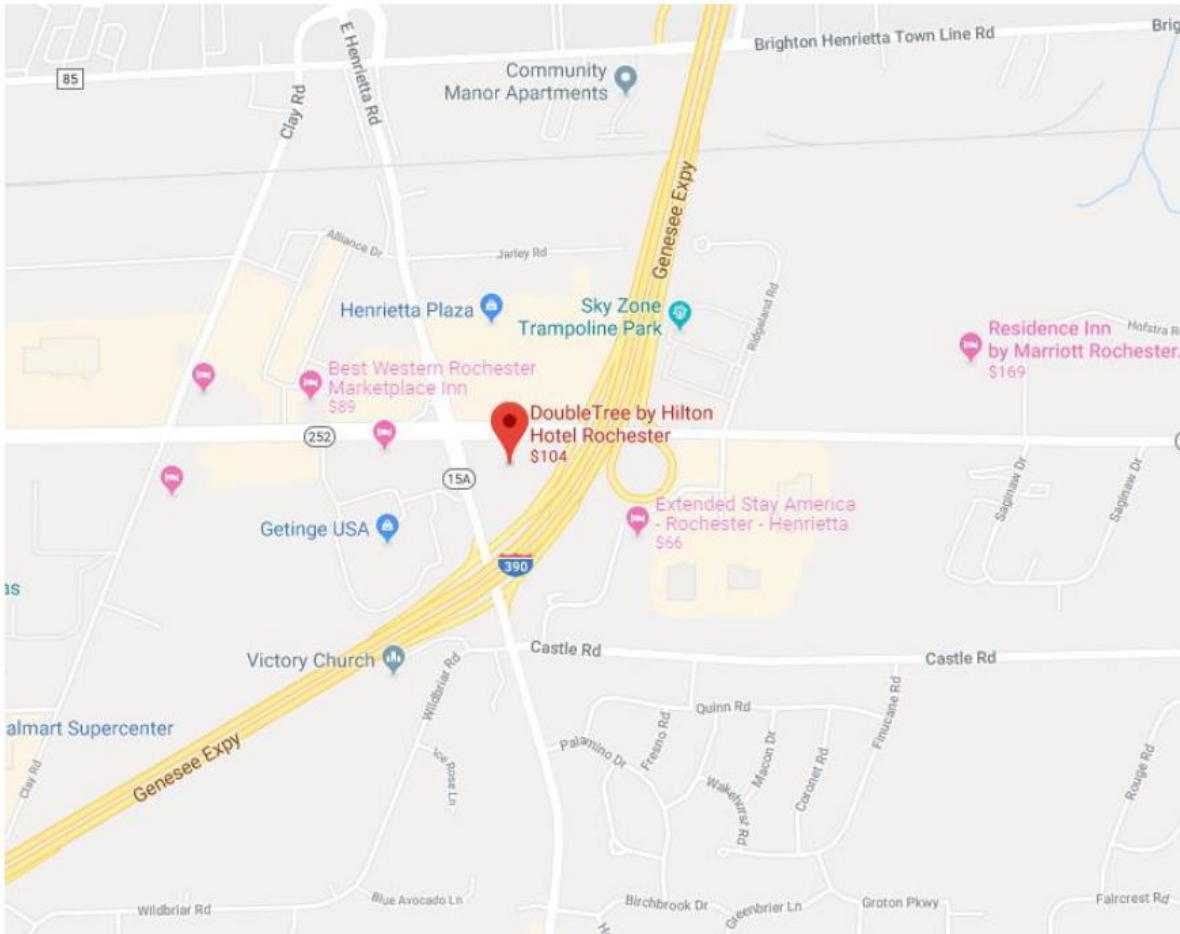 Brighton Henrietta Town Line Rd
Brig
E Henrietta Rd
85
Community
Manor Apartments
Clay Rd
Genesee Expy
Alliance Dr
Jarley Rd
Henrietta Plaza
Sky Zone
Trampoline Park
Ridgeland Rd
Residence Inn
by Marriott Rochester.
$169
Hofstra Rd
Best Western Rochester
Marketplace Inn
$89
DoubleTree by Hilton
Hotel Rochester
$104
252
15A
Saginaw Dr
Saginaw Dr
Extended Stay America
- Rochester - Henrietta
$66
Getinge USA
390
as
Castle Rd
Castle Rd
Victory Church
Wildbriar Rd
almart Supercenter
Genesee Expy
Clay Rd
Quinn Rd
Fresno Rd
Palamino Dr
Macon Dr
Wakehurst Rd
Coronet Rd
Finucane Rd
Rouge Rd
Ace Rose Ln
Blue Avocado Ln
Wildbriar Rd
Birchbrook Dr
Greenbrier Ln
Groton Pkwy
Faircrest Rd